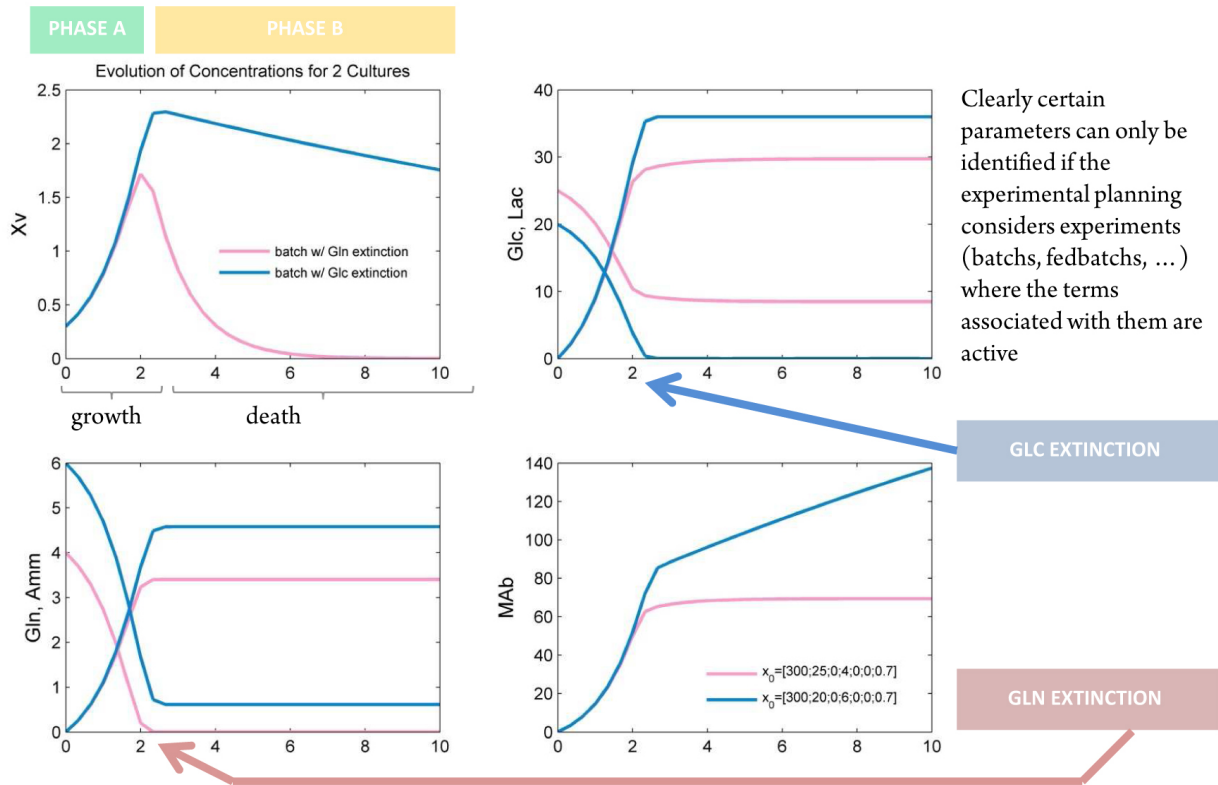 PHASE A
PHASE B
Evolution of Concentrations for 2 Cultures
2.5
2
1.5
1
0.5
0
Xv
batch w/ Gln extinction
batch w/ Glc extinction
0 2 4 6 8 10
growth
death
40
30
20
10
0
Glc, Lac
0 2 4 6 8 10
Clearly certain
parameters can only be
identified if the
experimental planning
considers experiments
(batchs, fedbatchs, …)
where the terms
associated with them are
active
GLC EXTINCTION
6
5
4
3
2
1
0
Gln, Amm
0 2 4 6 8 10
140
120
100
80
60
40
20
0
MAb
x0=[300;25;0;4;0;0;0.7]
x0=[300;20;0;6;0;0;0.7]
0 2 4 6 8 10
GLN EXTINCTION